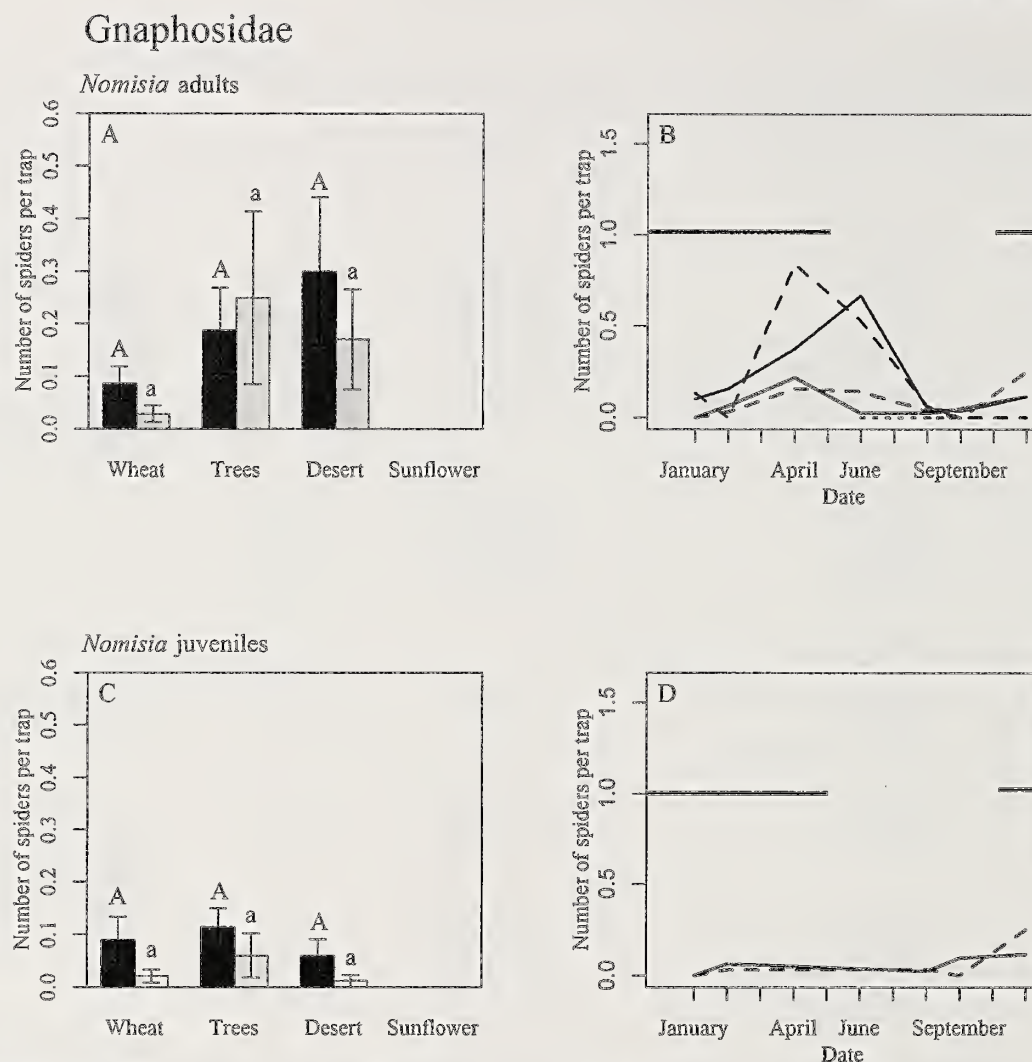 Gnaphosidae
Nomisia adults
A
Number of spiders per trap
0.0 0.1 0.2 0.3 0.4 0.5 0.6
A a A a A a
Wheat Trees Desert Sunflower
B
Number of spiders per trap
0.0 0.5 1.0 1.5
January April June September
Date
Nomisia juveniles
C
Number of spiders per trap
0.0 0.1 0.2 0.3 0.4 0.5 0.6
A a A a A a
Wheat Trees Desert Sunflower
D
Number of spiders per trap
0.0 0.5 1.0 1.5
January April June September
Date